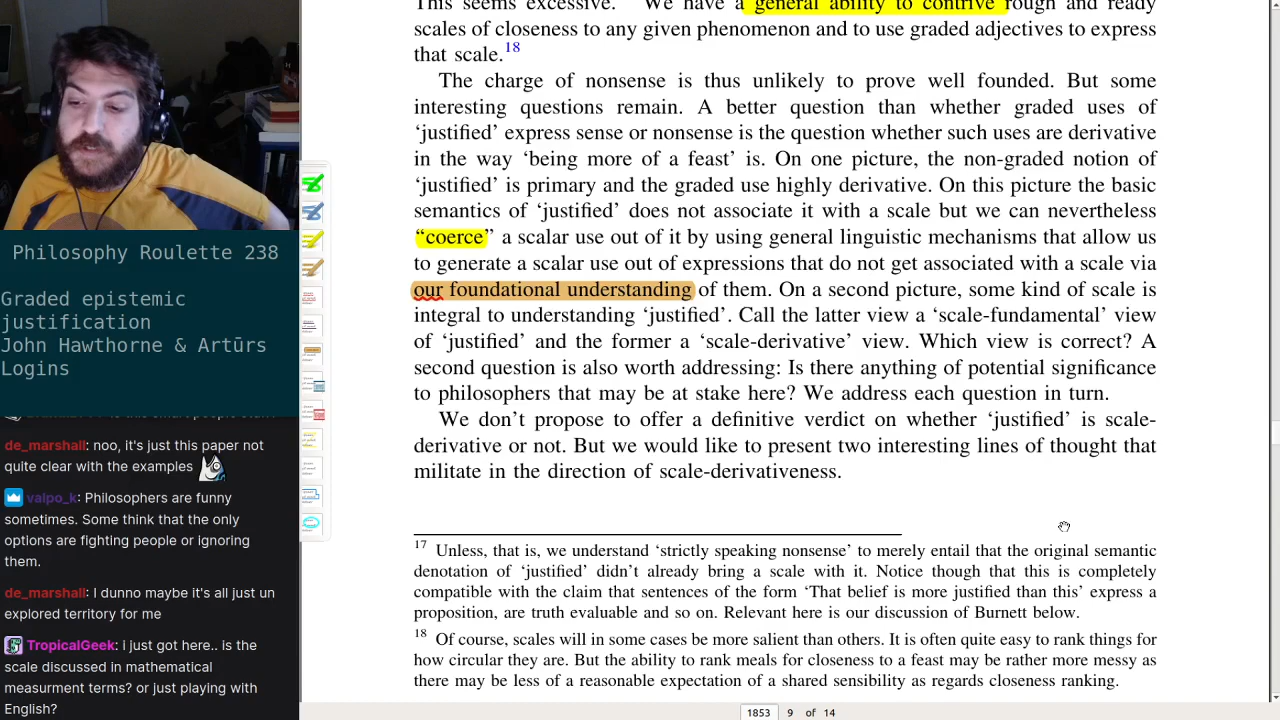 This seems excessive.” We have a general ability to contrive rough and ready
scales of closeness to any given phenomenon and to use graded adjectives to express
that scale.18
The charge of nonsense is thus unlikely to prove well founded. But some
interesting questions remain. A better question than whether graded uses of
‘justified’ express sense or nonsense is the question whether such uses are derivative
in the way ‘being more of a feast’ is. On one picture, the nongraded notion of
‘justified’ is primary and the graded use highly derivative. On this picture the basic
semantics of ‘justified’ does not associate it with a scale but we can nevertheless
“coerce” a scalar use out of it by using general linguistic mechanisms that allow us
to generate a scalar use out of expressions that do not get associated with a scale via
our foundational understanding of them. On a second picture, some kind of scale is
integral to understanding ‘justified’. Call the latter view a ‘scale-fundamental’ view
of ‘justified’ and the former a ‘scale-derivative’ view. Which view is correct? A
second question is also worth addressing: Is there anything of potential significance
to philosophers that may be at stake here? We address each question in turn.
We don’t propose to offer a definitive verdict on whether ‘justified’ is scale-
derivative or not. But we would like to present two interesting lines of thought that
militate in the direction of scale-derivativeness.
17 Unless, that is, we understand ‘strictly speaking nonsense’ to merely entail that the original semantic
denotation of ‘justified’ didn’t already bring a scale with it. Notice though that this is completely
compatible with the claim that sentences of the form ‘That belief is more justified than this’ express a
proposition, are truth evaluable and so on. Relevant here is our discussion of Burnett below.
18 Of course, scales will in some cases be more salient than others. It is often quite easy to rank things for
how circular they are. But the ability to rank meals for closeness to a feast may be rather more messy as
there may be less of a reasonable expectation of a shared sensibility as regards closeness ranking.
1853 9 of 14
Philosophy Roulette 238
Graded epistemic
justification
John Hawthorne & Artūrs
Logins
de_marshall: noo, it's just this paper not
quite clear with the examples
valpo_k: Philosophers are funny
sometimes. Some think that the only
options are fighting people or ignoring
them.
de_marshall: I dunno maybe it's all just un
explored territory for me
TropicalGeek: i just got here.. is the
scale discussed in mathematical
measurment terms? or just playing with
English?